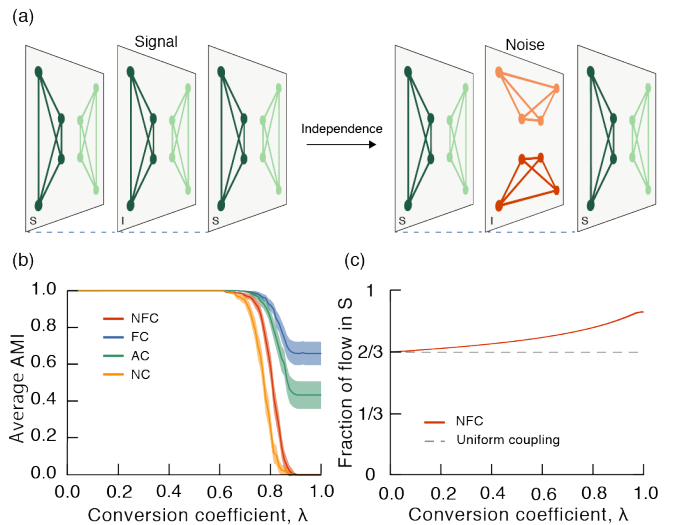 (a)
Signal
Noise
Independence
S
I
S
S
I
S
(b)
Average AMI
1.0
0.8
0.6
0.4
0.2
0.0
NFC
FC
AC
NC
0.0
0.2
0.4
0.6
0.8
1.0
Conversion coefficient, λ
(c)
Fraction of flow in S
1
2/3
1/3
0
NFC
Uniform coupling
0.0
0.2
0.4
0.6
0.8
1.0
Conversion coefficient, λ